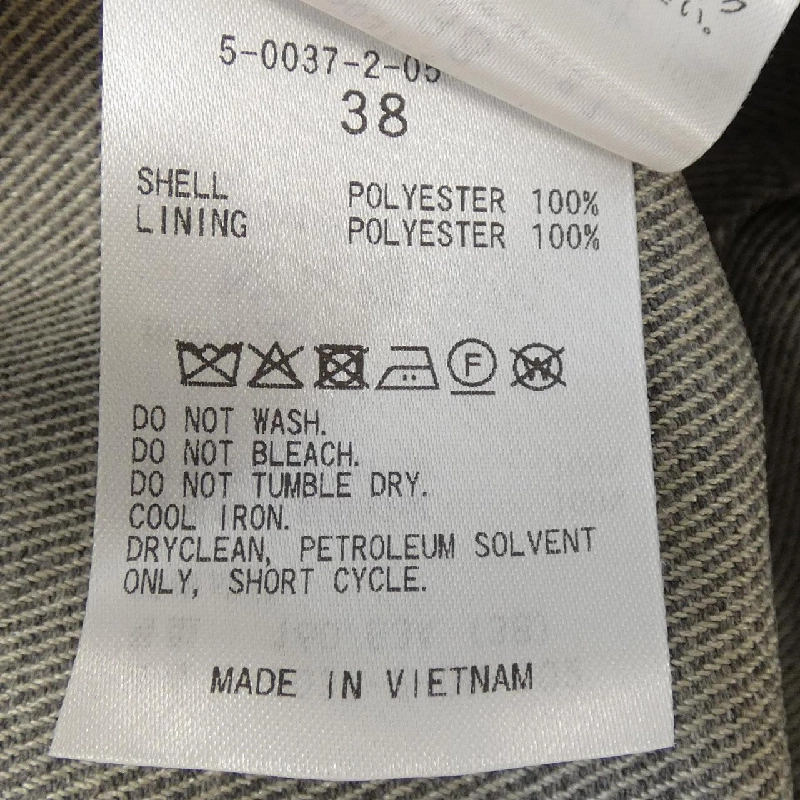 5-0037-2-05
38
SHELL POLYESTER 100%
LINING POLYESTER 100%
F
W
DO NOT WASH.
DO NOT BLEACH.
DO NOT TUMBLE DRY.
COOL IRON.
DRYCLEAN, PETROLEUM SOLVENT
ONLY, SHORT CYCLE.
MADE IN VIETNAM